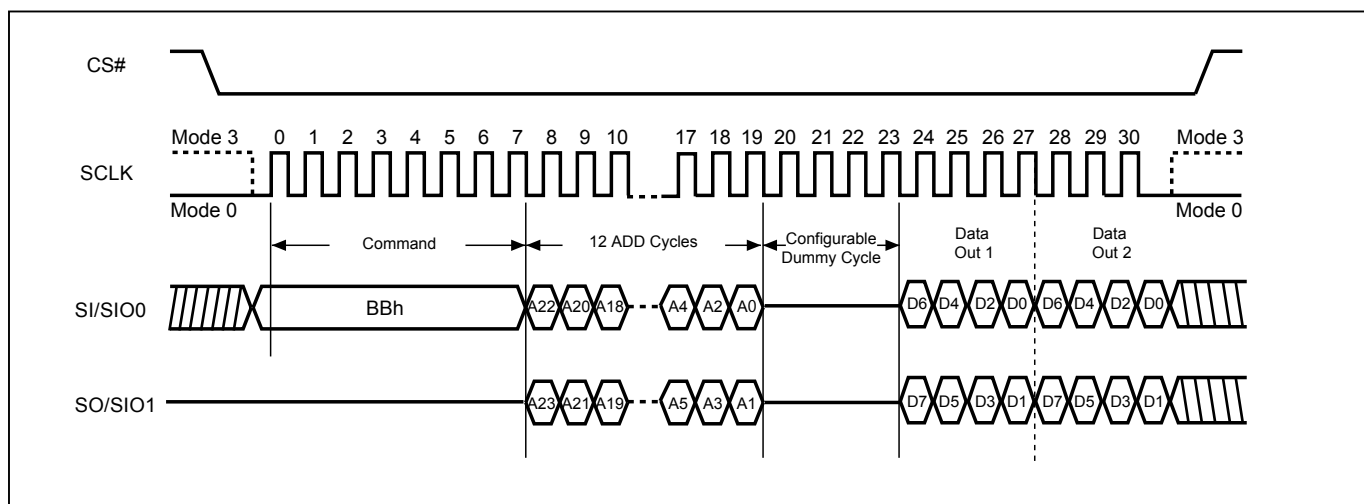 CS#
Mode 3 0 1 2 3 4 5 6 7 8 9 10 17 18 19 20 21 22 23 24 25 26 27 28 29 30 Mode 3
SCLK
Mode 0 Mode 0
Command 12 ADD Cycles Configurable Dummy Cycle Data Out 1 Data Out 2
SI/SIO0 BBh A22 A20 A18 A4 A2 A0 D6 D4 D2 D0 D6 D4 D2 D0
SO/SIO1 A23 A21 A19 A5 A3 A1 D7 D5 D3 D1 D7 D5 D3 D1